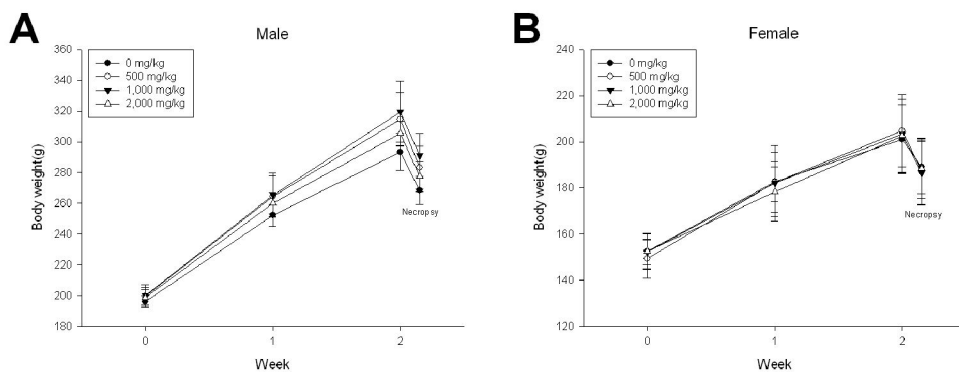 A
Male
360
340
320
300
280
260
240
220
200
180
0 mg/kg
500 mg/kg
1,000 mg/kg
2,000 mg/kg
Body weight(g)
Necropsy
0 1 2
Week
B
Female
240
220
200
180
160
140
120
0 mg/kg
500 mg/kg
1,000 mg/kg
2,000 mg/kg
Body weight(g)
Necropsy
0 1 2
Week